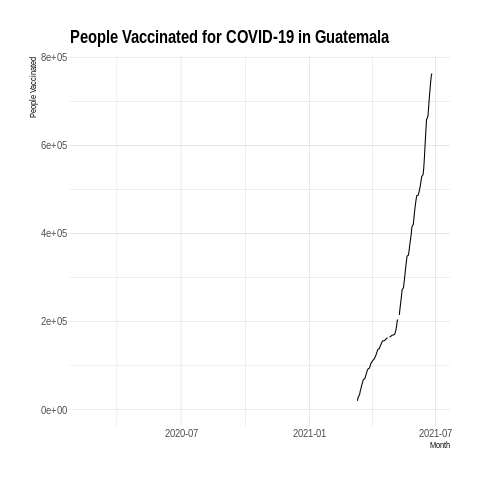 People Vaccinated for COVID-19 in Guatemala
People Vaccinated
8e+05
6e+05
4e+05
2e+05
0e+00
2020-07 2021-01 2021-07
Month